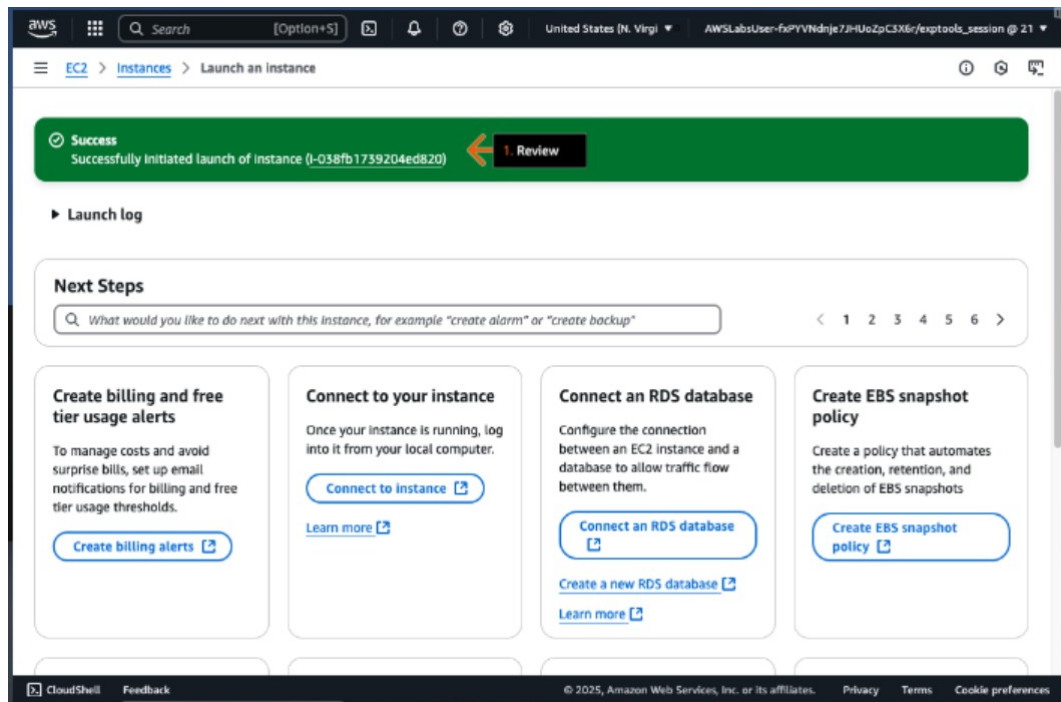 aws
Search [Option+S]
United States (N. Virgi
AWSLabsUser-fxPYVNdnje7JHUoZpC3X6r/exptools_session @ 21
EC2 > Instances > Launch an instance
Success
Successfully initiated launch of instance (i-038fb1739204ed820)
1. Review
Launch log
Next Steps
What would you like to do next with this instance, for example "create alarm" or "create backup"
1 2 3 4 5 6
Create billing and free
tier usage alerts
To manage costs and avoid
surprise bills, set up email
notifications for billing and free
tier usage thresholds.
Create billing alerts
Connect to your instance
Once your instance is running, log
into it from your local computer.
Connect to instance
Learn more
Connect an RDS database
Configure the connection
between an EC2 instance and a
database to allow traffic flow
between them.
Connect an RDS database
Create a new RDS database
Learn more
Create EBS snapshot
policy
Create a policy that automates
the creation, retention, and
deletion of EBS snapshots
Create EBS snapshot
policy
CloudShell Feedback
© 2025, Amazon Web Services, Inc. or its affiliates. Privacy Terms Cookie preferences